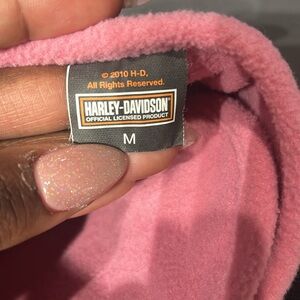 © 2010 H-D.
All Rights Reserved.
HARLEY-DAVIDSON
OFFICIAL LICENSED PRODUCT
M